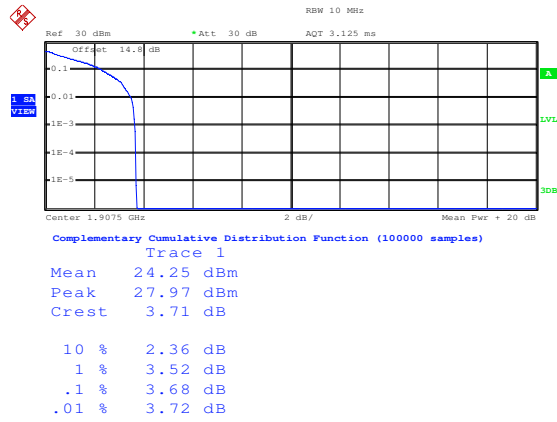 RBW 10 MHz
Ref 30 dBm *Att 30 dB AQT 3.125 ms
Offset 14.8 dB
0.1
A
0.01
1 SA
VIEW
1E-3
LVL
1E-4
1E-5
3DB
Center 1.9075 GHz 2 dB/ Mean Pwr + 20 dB
Complementary Cumulative Distribution Function (100000 samples)
Trace 1
Mean 24.25 dBm
Peak 27.97 dBm
Crest 3.71 dB
10 % 2.36 dB
1 % 3.52 dB
.1 % 3.68 dB
.01 % 3.72 dB